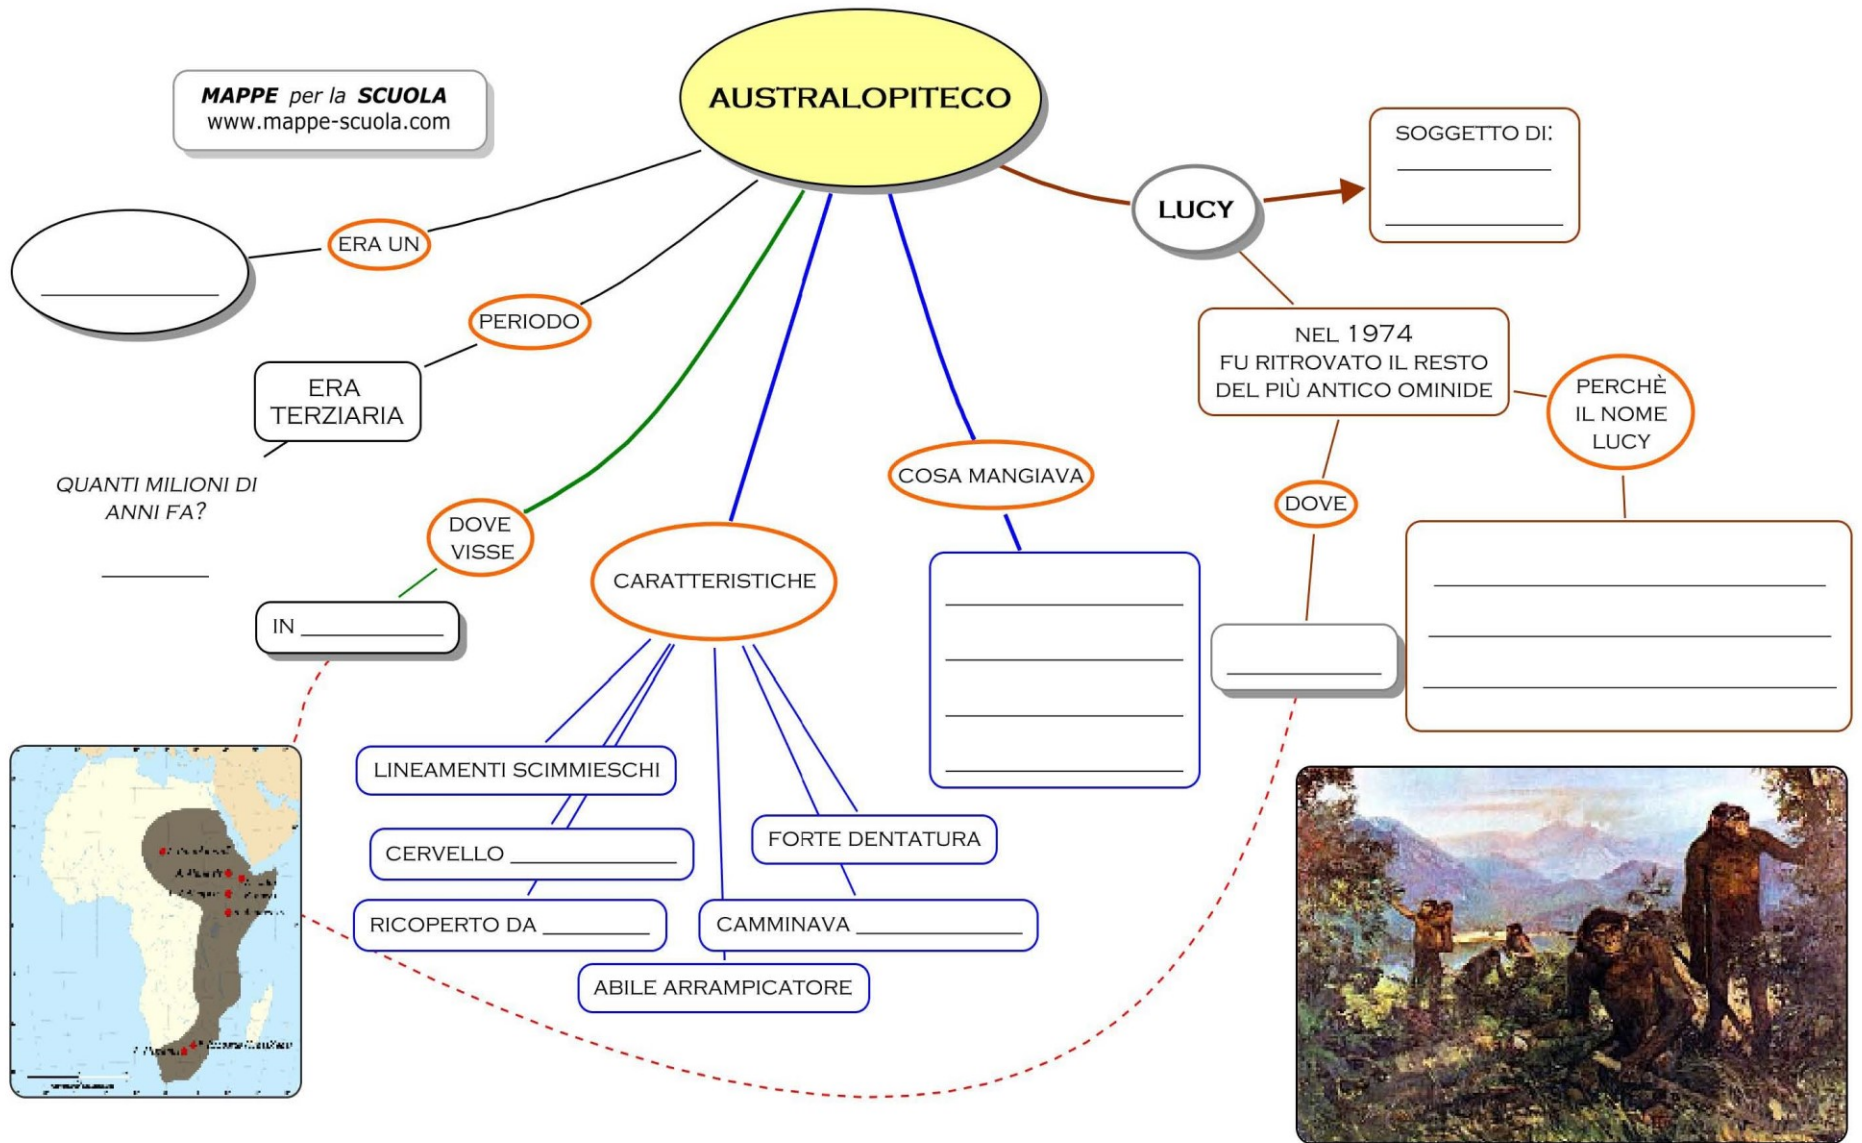 AUSTRALOPITECO
MAPPE per la SCUOLA
www.mappe-scuola.com
SOGGETTO DI:
LUCY
ERA UN
PERIODO
NEL 1974
FU RITROVATO IL RESTO
DEL PIÙ ANTICO OMINIDE
PERCHÈ
IL NOME
LUCY
ERA
TERZIARIA
QUANTI MILIONI DI
ANNI FA?
COSA MANGIAVA
DOVE
DOVE
VISSE
CARATTERISTICHE
IN
LINEAMENTI SCIMMIESCHI
FORTE DENTATURA
CERVELLO
RICOPERTO DA
CAMMINAVA
ABILE ARRAMPICATORE